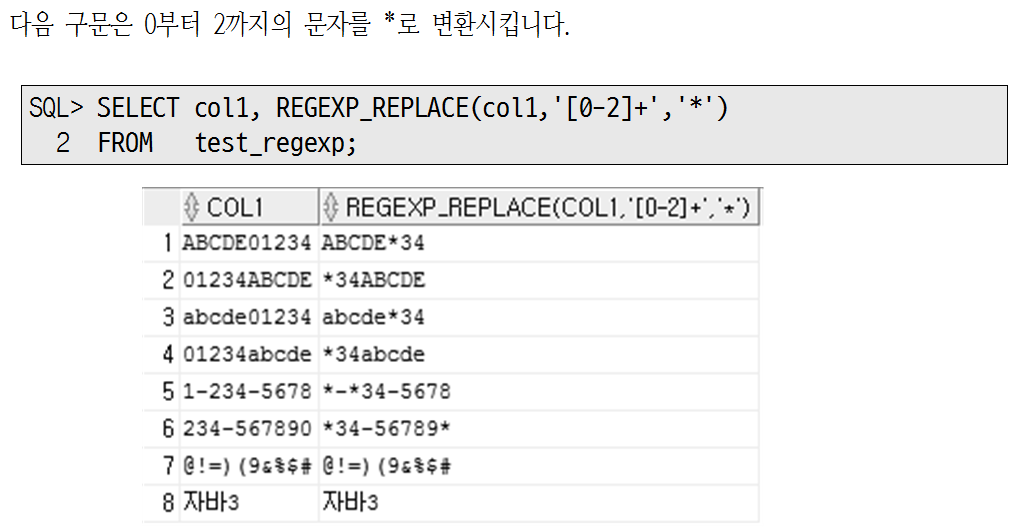 다음 구문은 0부터 2까지의 문자를 *로 변환시킵니다.
SQL> SELECT col1, REGEXP_REPLACE(col1,'[0-2]+','*')
2 FROM test_regexp;
COL1 REGEXP_REPLACE(COL1,'[0-2]+','*')
1 ABCDE01234 ABCDE*34
2 01234ABCDE *34ABCDE
3 abcde01234 abcde*34
4 01234abcde *34abcde
5 1-234-5678 *-*34-5678
6 234-567890 *34-56789*
7 @!=)(9&%$# @!=)(9&%$#
8 자바3 자바3